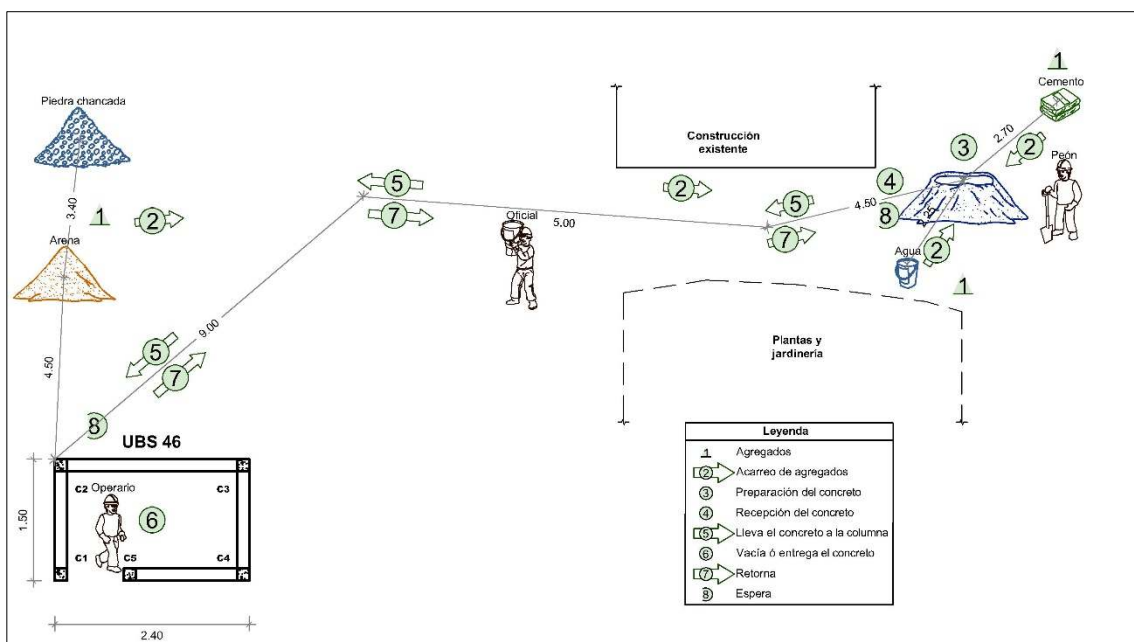 1
Cemento
Piedra chancada
2.70
Construcción
existente
3
2
Peón
5
2
4
3.40
5
4.50
1
2
7
Oficial
5.00
8
7
2.25
Arena
Agua
2
1
9.00
5
7
Plantas y
jardinería
4.50
8
UBS 46
Leyenda
1 Agregados
2 Acarreo de agregados
3 Preparación del concreto
4 Recepción del concreto
5 Lleva el concreto a la columna
6 Vacía ó entrega el concreto
7 Retorna
8 Espera
C2 Operario
C3
6
1.50
C1
C5
C4
2.40